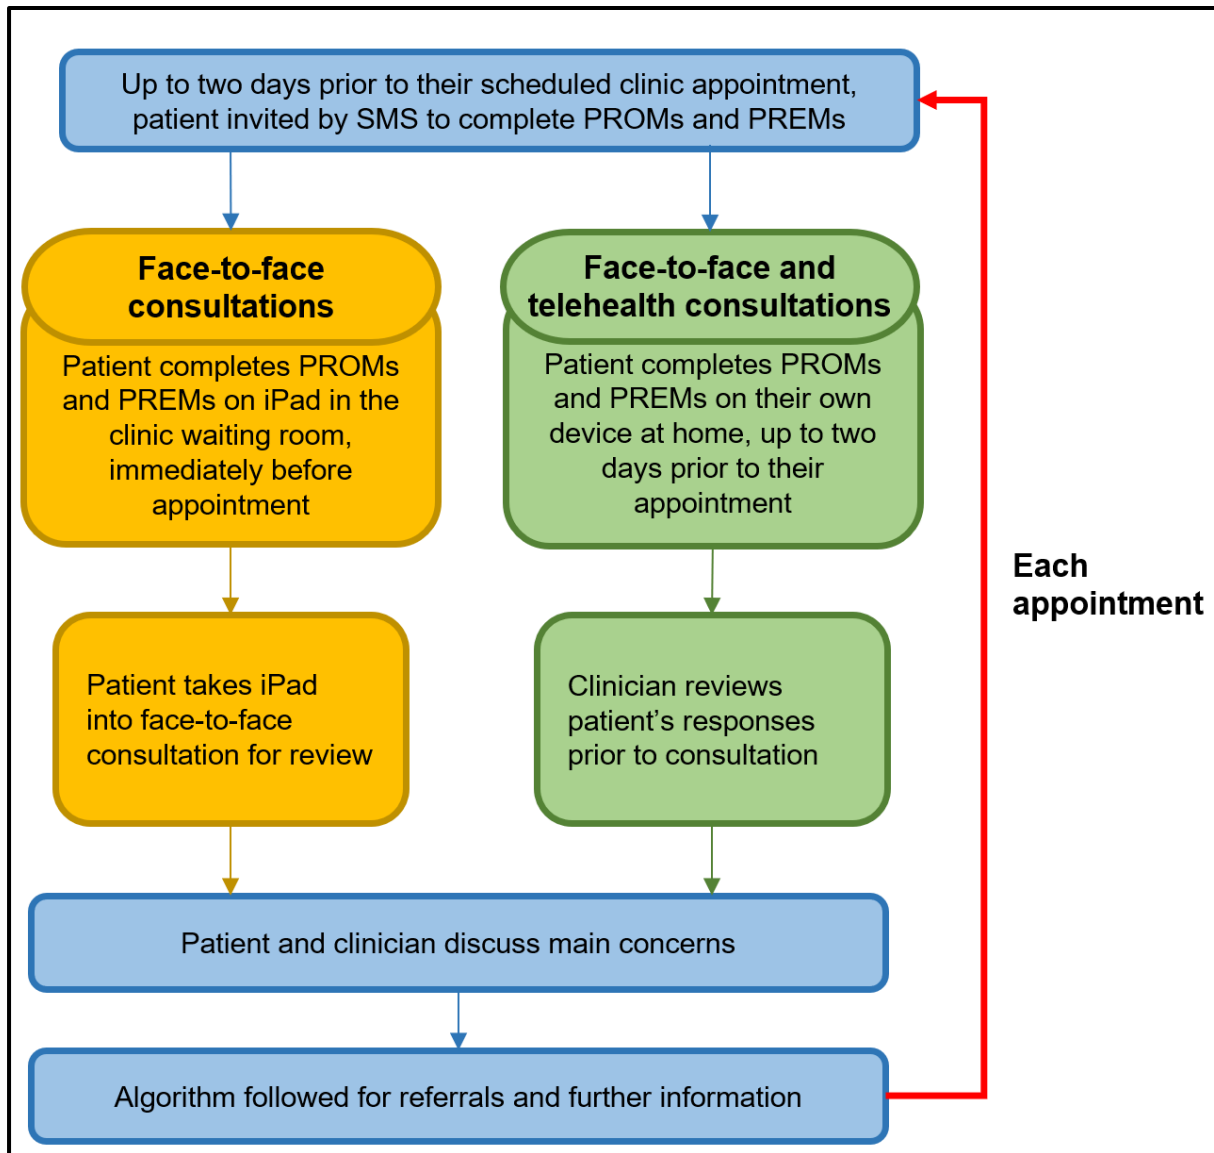 Up to two days prior to their scheduled clinic appointment,
patient invited by SMS to complete PROMs and PREMs
Face-to-face
consultations
Patient completes PROMs
and PREMs on iPad in the
clinic waiting room,
immediately before
appointment
Face-to-face and
telehealth consultations
Patient completes PROMs
and PREMs on their own
device at home, up to two
days prior to their
appointment
Patient takes iPad
into face-to-face
consultation for review
Clinician reviews
patient’s responses
prior to consultation
Patient and clinician discuss main concerns
Algorithm followed for referrals and further information
Each
appointment